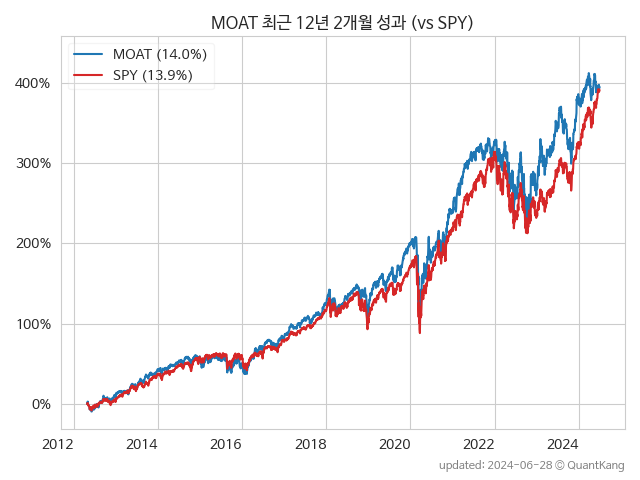 MOAT 최근 12년 2개월 성과 (vs SPY)
MOAT (14.0%)
SPY (13.9%)
400%
300%
200%
100%
0%
2012 2014 2016 2018 2020 2022 2024
updated: 2024-06-28 © QuantKang